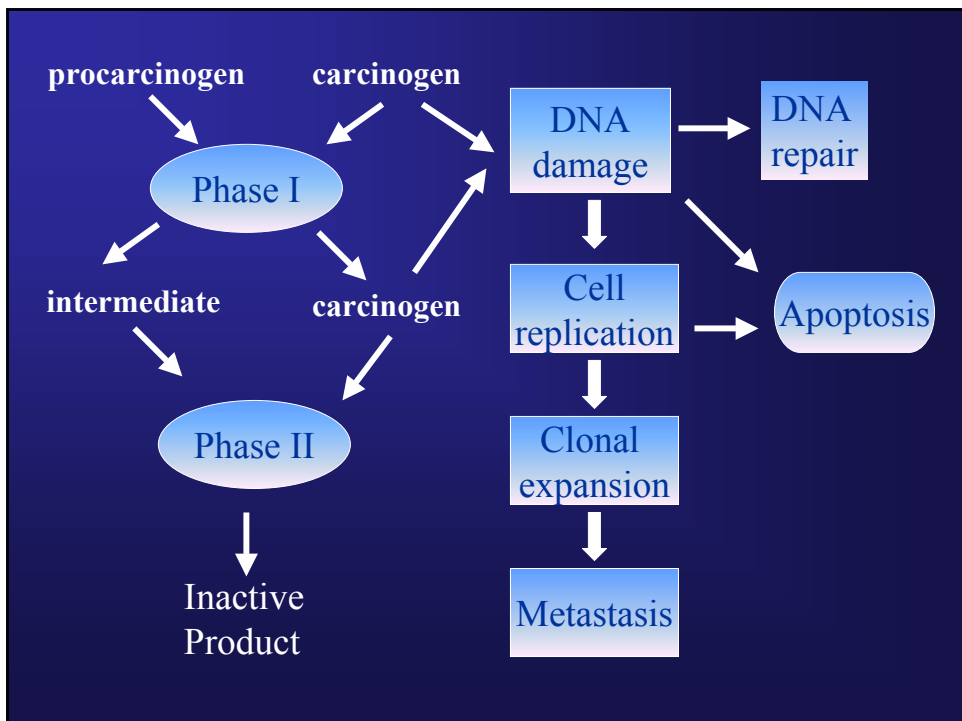 procarcinogen
carcinogen
DNA
damage
DNA
repair
Phase I
intermediate
carcinogen
Cell
replication
Apoptosis
Phase II
Clonal
expansion
Inactive
Product
Metastasis